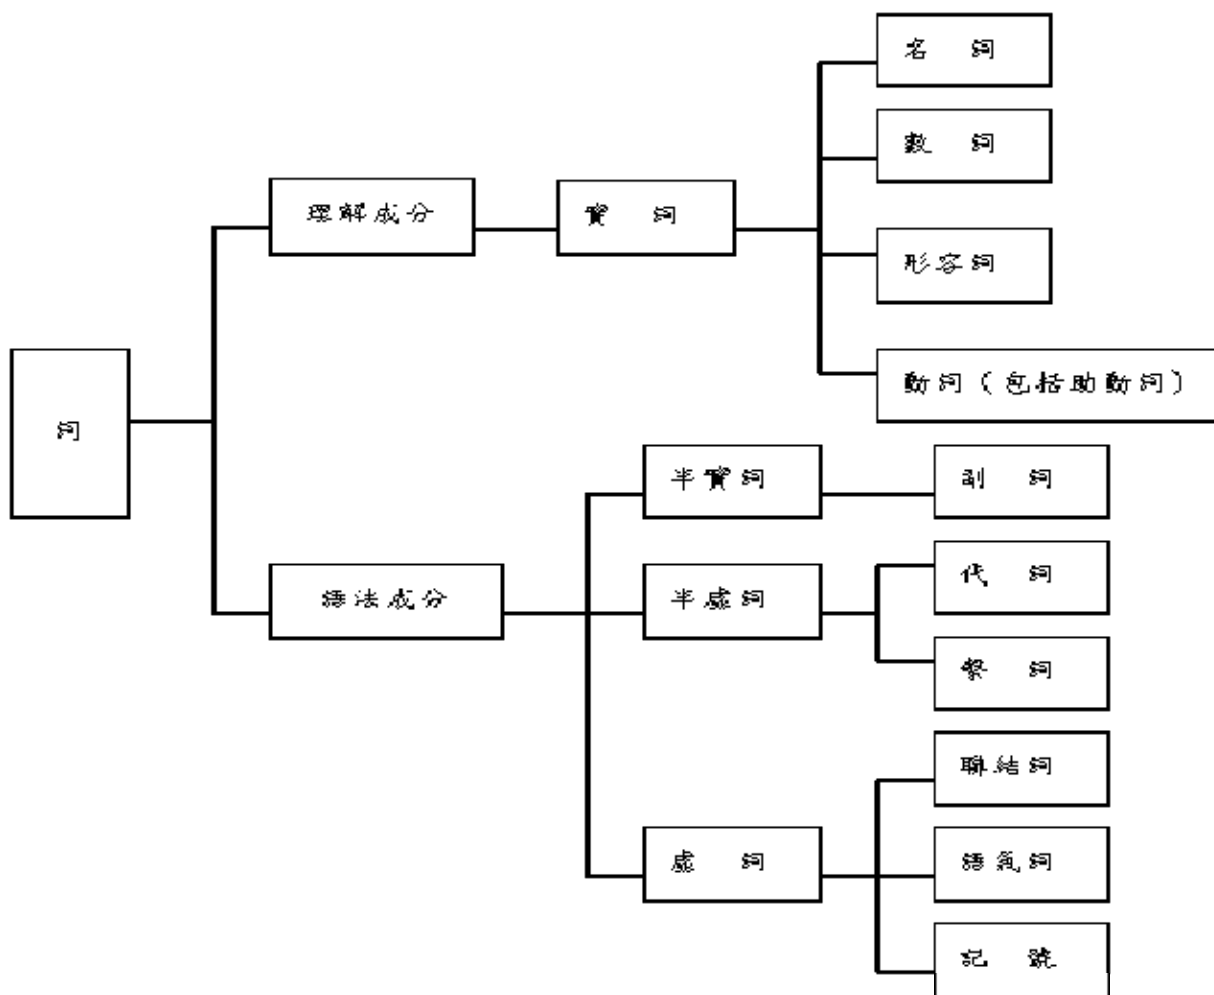 名 詞
數 詞
理解成分
實 詞
形容詞
動詞（包括助動詞）
詞
半實詞
副 詞
語法成分
半虛詞
代 詞
繫 詞
聯結詞
虛 詞
語氣詞
記 號